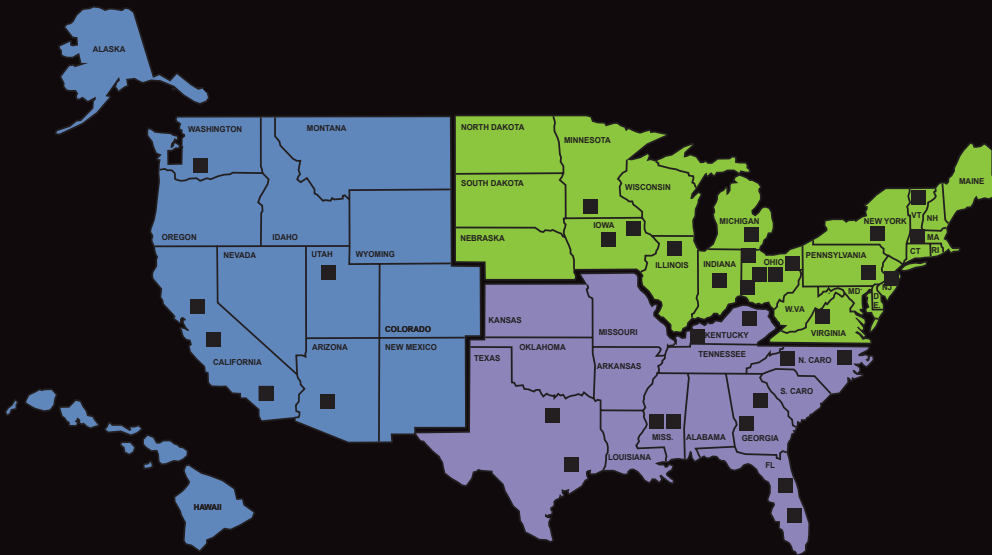 ALASKA
WASHINGTON
MONTANA
NORTH DAKOTA
MINNESOTA
SOUTH DAKOTA
WISCONSIN
MAINE
OREGON
IDAHO
WYOMING
NEBRASKA
IOWA
MICHIGAN
NEW YORK
VT
NH
MA
CT
RI
NEVADA
UTAH
ILLINOIS
INDIANA
OHIO
PENNSYLVANIA
NJ
MD
D
E
W.VA
VIRGINIA
COLORADO
KANSAS
MISSOURI
KENTUCKY
CALIFORNIA
ARIZONA
NEW MEXICO
TEXAS
OKLAHOMA
ARKANSAS
TENNESSEE
N. CARO
S. CARO
MISS.
ALABAMA
GEORGIA
LOUISIANA
FL
HAWAII